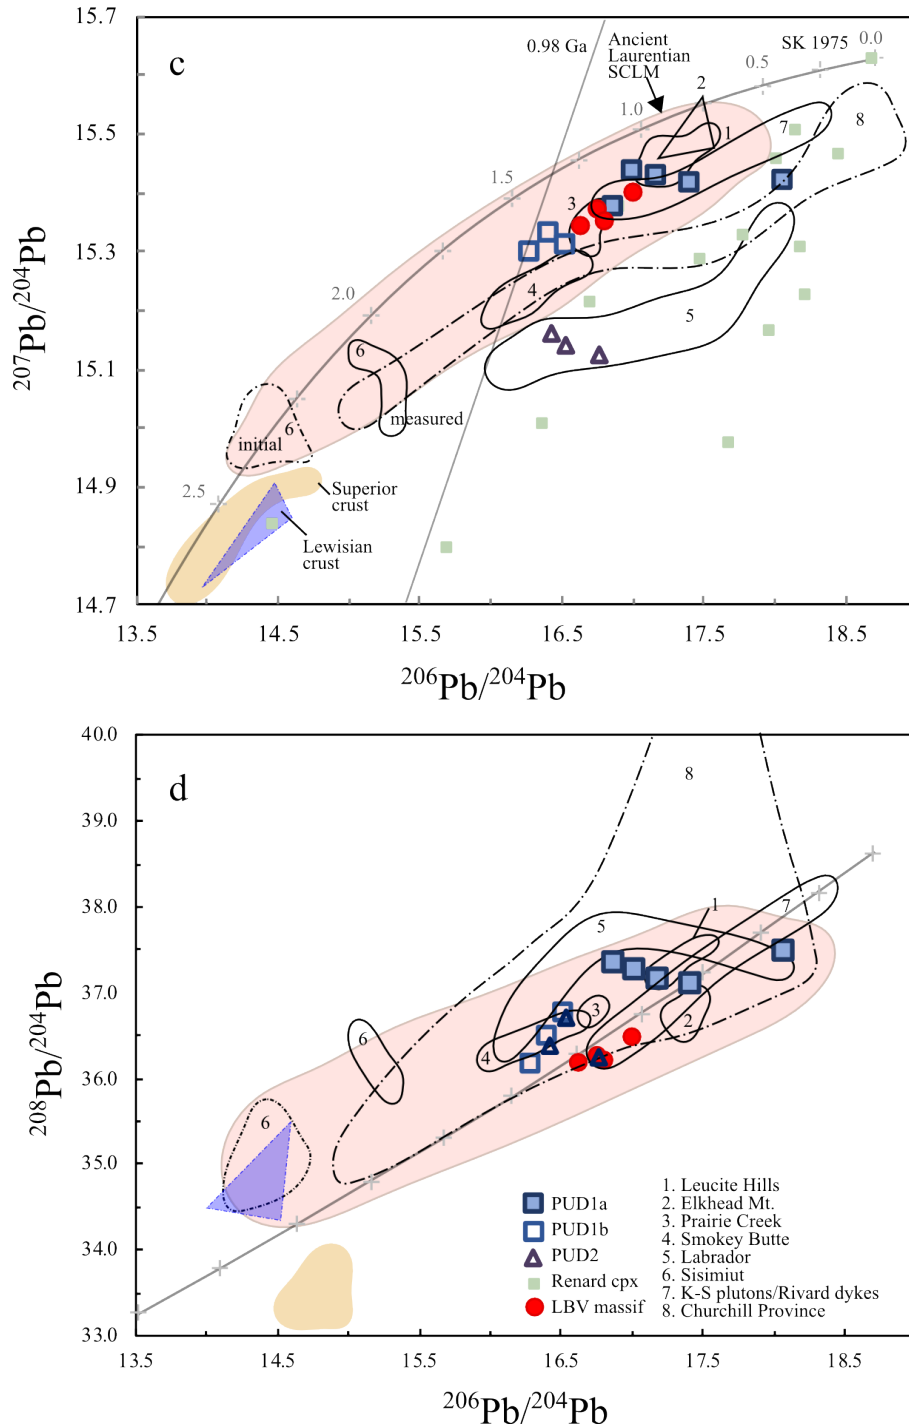 15.7
15.5
15.3
15.1
14.9
14.7
²⁰⁷Pb/²⁰⁴Pb
c
0.98 Ga
Ancient
Laurentian
SCLM
SK 1975
0.0
0.5
1.0
1.5
2.0
2.5
2
1
7
8
3
4
5
6
measured
6
initial
Superior
crust
Lewisian
crust
13.5
14.5
15.5
16.5
17.5
18.5
²⁰⁶Pb/²⁰⁴Pb
40.0
39.0
38.0
37.0
36.0
35.0
34.0
33.0
²⁰⁸Pb/²⁰⁴Pb
d
8
1
7
5
3
2
4
6
6
PUD1a
PUD1b
PUD2
Renard cpx
LBV massif
1. Leucite Hills
2. Elkhead Mt.
3. Prairie Creek
4. Smokey Butte
5. Labrador
6. Sisimiut
7. K-S plutons/Rivard dykes
8. Churchill Province
13.5
14.5
15.5
16.5
17.5
18.5
²⁰⁶Pb/²⁰⁴Pb